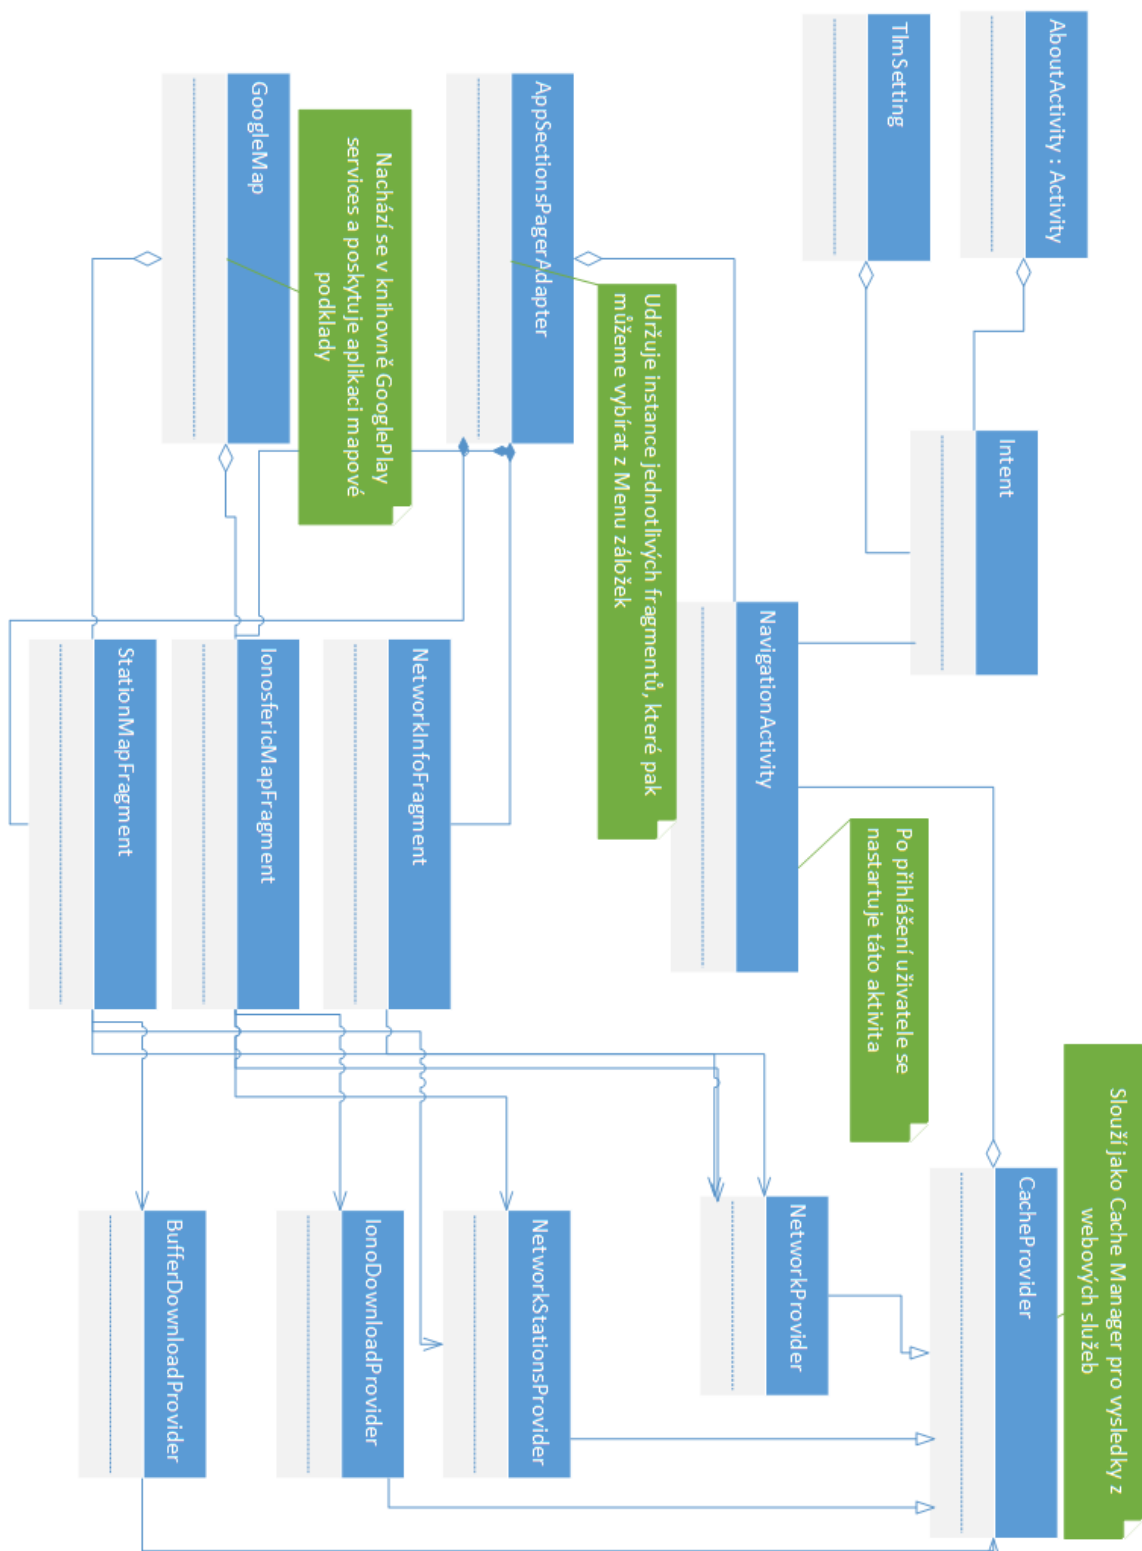 AboutActivity : Activity
TlmSetting
Intent
AppSectionsPagerAdapter
Udržuje instance jednotlivých fragmentů, které pak
můžeme vybírat z Menu záložek
NavigationActivity
Po přihlášení uživatele se
nastartuje táto aktivita
GoogleMap
Nachází se v knihovně GooglePlay
services a poskytuje aplikaci mapové
podklady
NetworkInfoFragment
IonosfericMapFragment
StationMapFragment
Slouží jako Cache Manager pro vysledky z
webových služeb
CacheProvider
NetworkProvider
NetworkStationsProvider
IonoDownloadProvider
BufferDownloadProvider